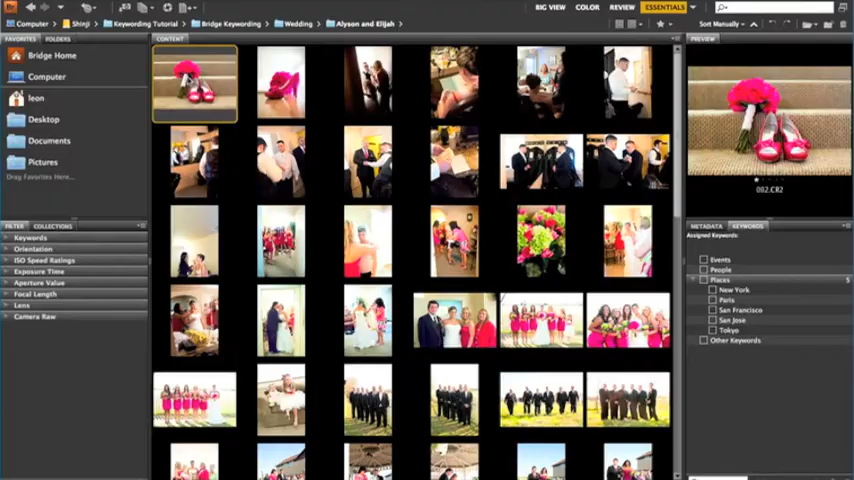 Br
BIG VIEW COLOR REVIEW ESSENTIALS
Computer Shinji Keywording Tutorial Bridge Keywording Wedding Alyson and Elijah
Sort Manually
FAVORITES FOLDERS
Bridge Home
Computer
leon
Desktop
Documents
Pictures
Drag Favorites Here...
FILTER COLLECTIONS
Keywords
Orientation
ISO Speed Ratings
Exposure Time
Aperture Value
Focal Length
Lens
Camera Raw
CONTENT
PREVIEW
002.CR2
METADATA KEYWORDS
Assigned Keywords:
Events
People
Places 5
New York
Paris
San Francisco
San Jose
Tokyo
Other Keywords